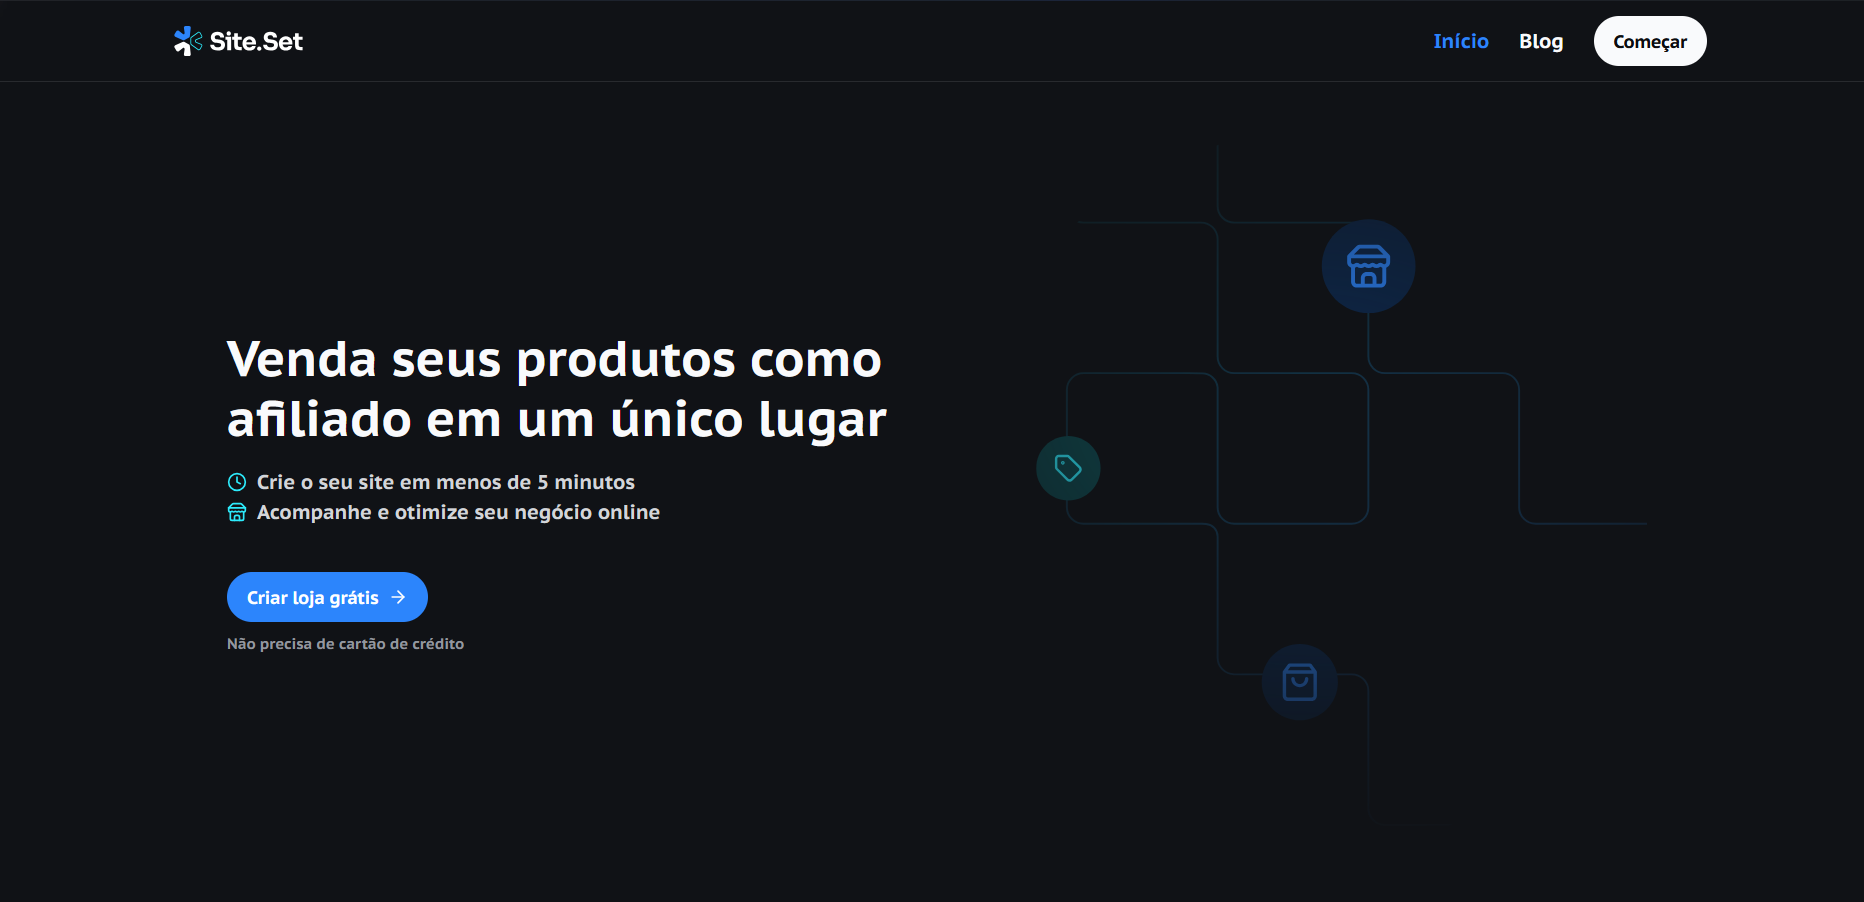 Site.Set
Início
Blog
Começar
Venda seus produtos como
afiliado em um único lugar
Crie o seu site em menos de 5 minutos
Acompanhe e otimize seu negócio online
Criar loja grátis
Não precisa de cartão de crédito